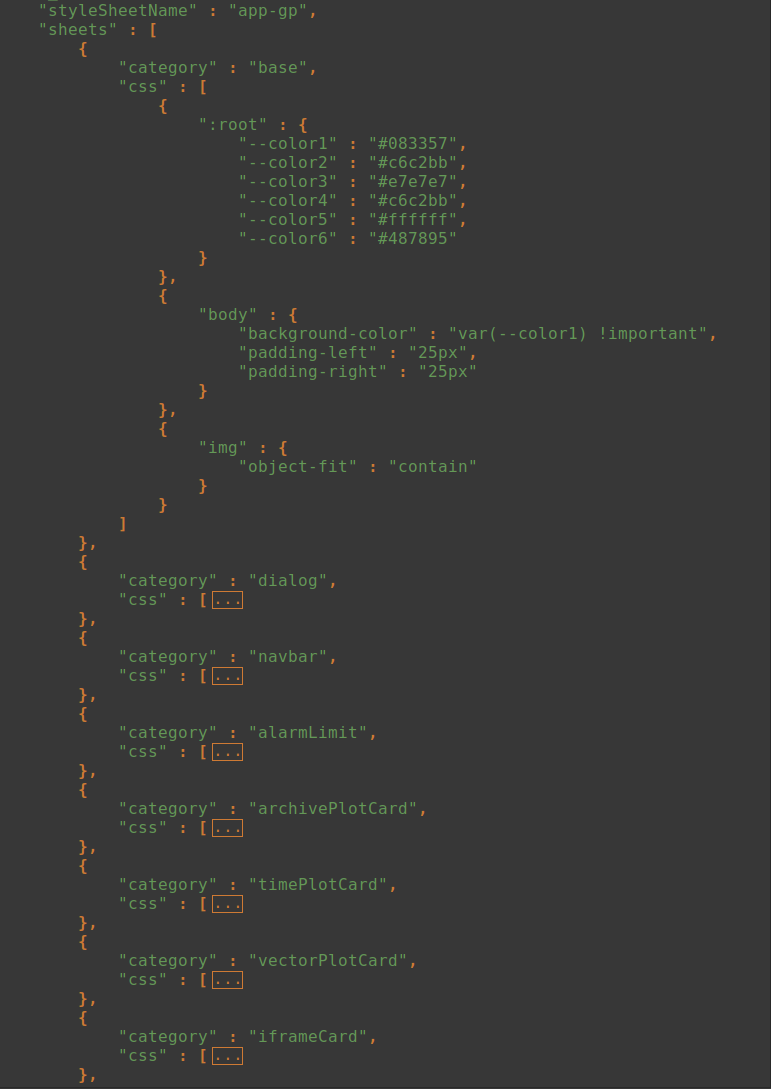 "styleSheetName" : "app-gp",
"sheets" : [
{
"category" : "base",
"css" : [
{
":root" : {
"--color1" : "#083357",
"--color2" : "#c6c2bb",
"--color3" : "#e7e7e7",
"--color4" : "#c6c2bb",
"--color5" : "#ffffff",
"--color6" : "#487895"
}
},
{
"body" : {
"background-color" : "var(--color1) !important",
"padding-left" : "25px",
"padding-right" : "25px"
}
},
{
"img" : {
"object-fit" : "contain"
}
}
]
},
{
"category" : "dialog",
"css" : [...
},
{
"category" : "navbar",
"css" : [...
},
{
"category" : "alarmLimit",
"css" : [...
},
{
"category" : "archivePlotCard",
"css" : [...
},
{
"category" : "timePlotCard",
"css" : [...
},
{
"category" : "vectorPlotCard",
"css" : [...
},
{
"category" : "iframeCard",
"css" : [...
},